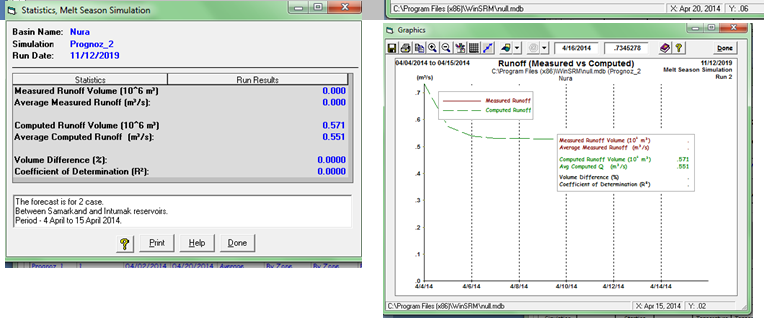 Statistics, Melt Season Simulation
Basin Name: Nura
Simulation Prognoz_2
Run Date: 11/12/2019
Statistics Run Results
Measured Runoff Volume (10^6 m³) 0.000
Average Measured Runoff (m³/s): 0.000
Computed Runoff Volume (10^6 m³) 0.571
Average Computed Runoff (m³/s): 0.551
Volume Difference (%): 0.0000
Coefficient of Determination (R²): 0.0000
The forecast is for 2 case.
Between Samarkand and Intumak reservoirs.
Period - 4 April to 15 April 2014.
? Print Help Done
Prognoz_1 1 04/02/2014 04/20/2014 Average By Zone By Zone
C:\Program Files (x86)\WinSRM\null.mdb X: Apr 20, 2014 Y: .06
Graphics
4/16/2014 .7345278 ? Done
04/04/2014 to 04/15/2014 Runoff (Measured vs Computed) 11/12/2019
C:\Program Files (x86)\WinSRM\null.mdb (Prognoz_2 Melt Season Simulation
Nura Run 2
(m³/s)
.7
.6
.5
.4
.3
.2
.1
.0
Measured Runoff
Computed Runoff
Measured Runoff Volume (10⁶ m³) .
Average Measured Runoff (m³/s) .
Computed Runoff Volume (10⁶ m³) .571
Avg Computed Q (m³/s) .551
Volume Difference (%) .
Coefficient of Determination (R²) .
4/4/14 4/6/14 4/8/14 4/10/14 4/12/14 4/14/14
C:\Program Files (x86)\WinSRM\null.mdb X: Apr 15, 2014 Y: .02